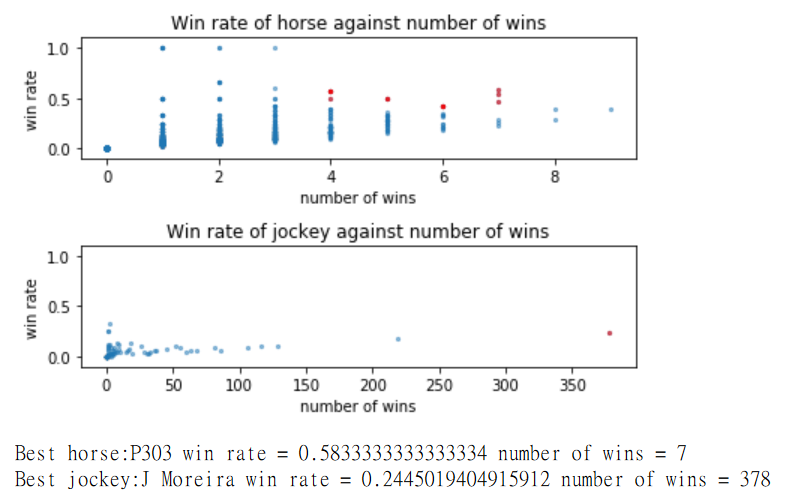 Win rate of horse against number of wins
1.0
0.5
0.0
win rate
0 2 4 6 8
number of wins
Win rate of jockey against number of wins
1.0
0.5
0.0
win rate
0 50 100 150 200 250 300 350
number of wins
Best horse:P303 win rate = 0.5833333333333334 number of wins = 7
Best jockey:J Moreira win rate = 0.2445019404915912 number of wins = 378